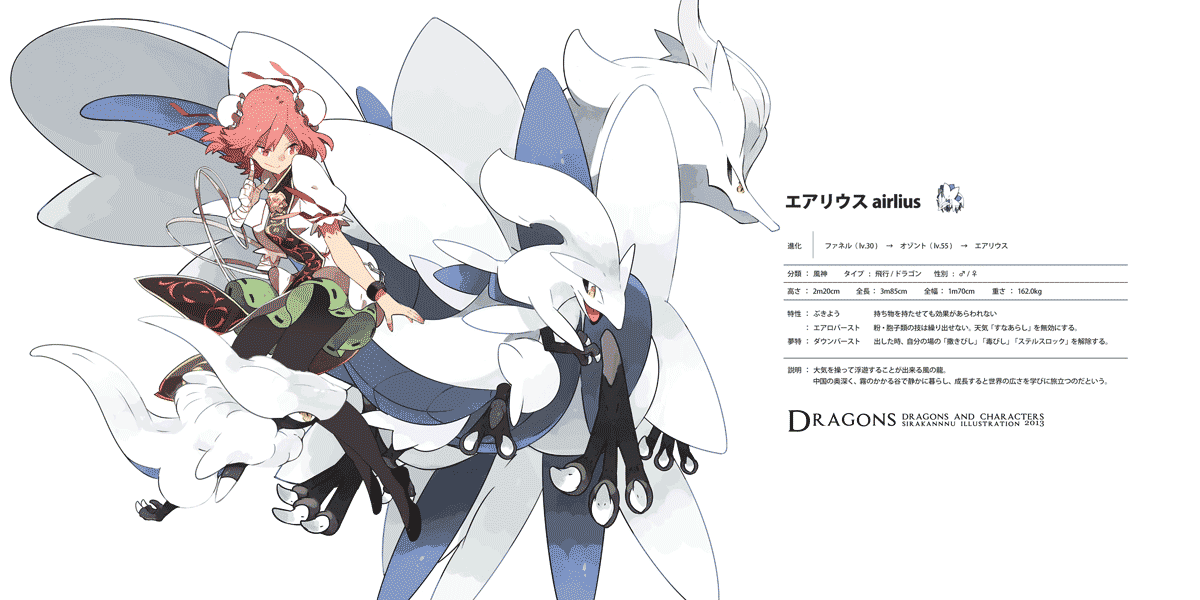 エアリウス airlius
進化 ファネル（lv.30） → オゾント（lv.55） → エアリウス
分類 ： 風神 タイプ ： 飛行 / ドラゴン 性別 ： ♂ / ♀
高さ ： 2m20cm 全長 ： 3m85cm 全幅 ： 1m70cm 重さ ： 162.0kg
特性 ： ぶきよう 持ち物を持たせても効果があらわれない
： エアロバースト 粉・胞子類の技は繰り出せない。天気「すなあらし」を無効にする。
夢特 ： ダウンバースト 出した時、自分の場の「撒きびし」「毒びし」「ステルスロック」を解除する。
説明 ： 大気を操って浮遊することが出来る風の龍。
中国の奥深く、霧のかかる谷で静かに暮らし、成長すると世界の広さを学びに旅立つのだという。
DRAGONS DRAGONS AND CHARACTERS
SIRAKANNNU ILLUSTRATION 2013